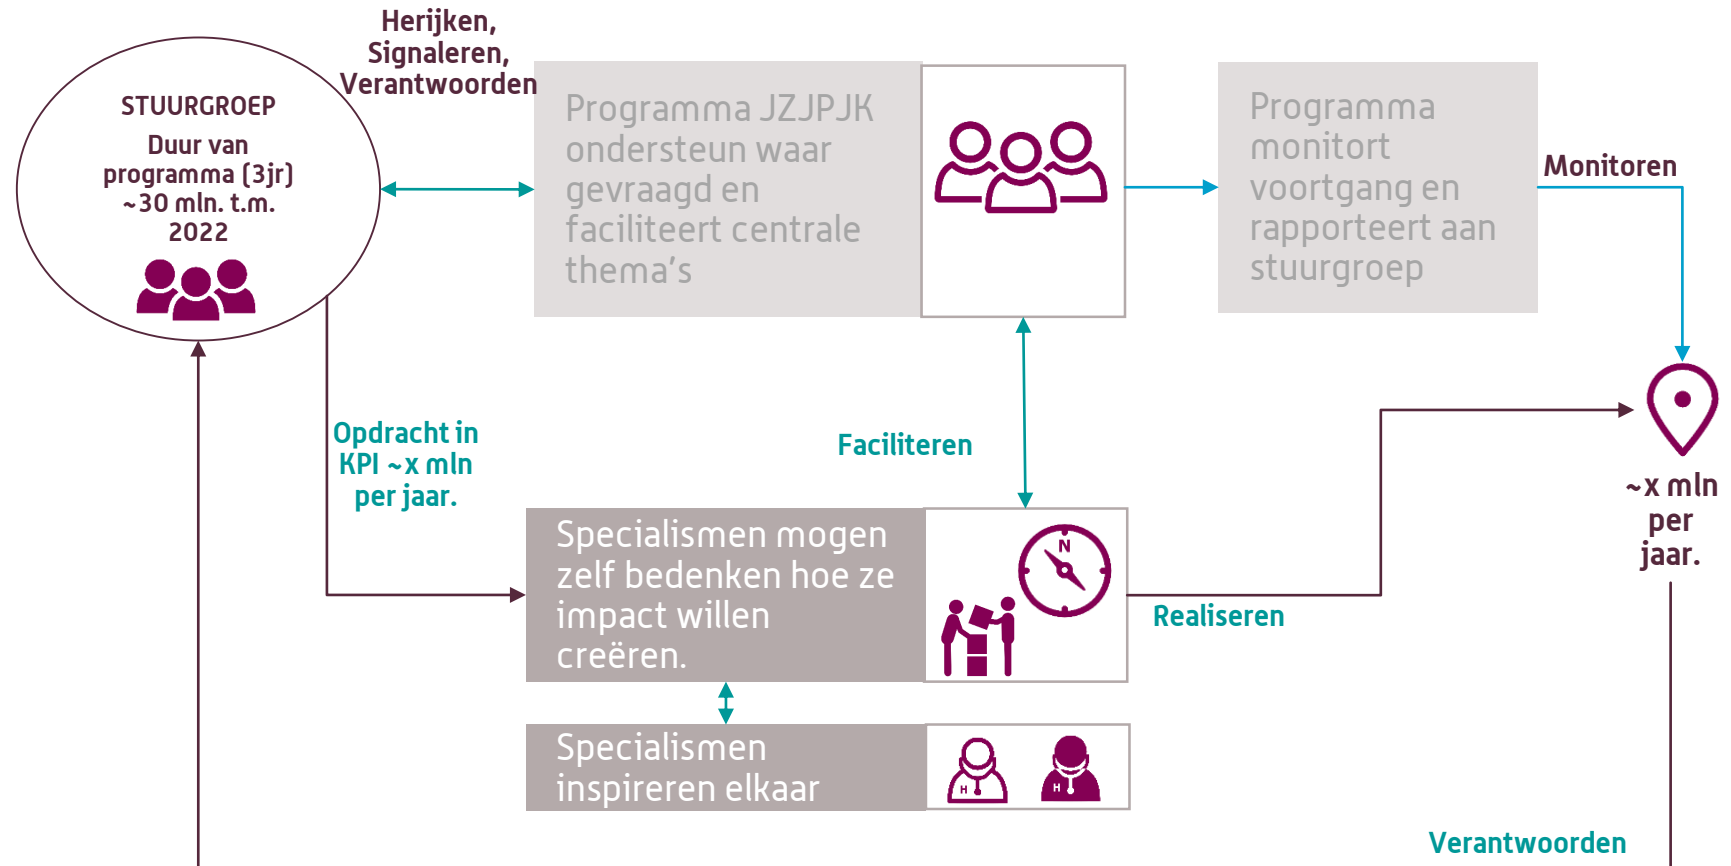 Herijken,
Signaleren,
Verantwoorden
STUURGROEP
Duur van
programma (3jr)
~30 mln. t.m.
2022
Programma JZJPJK
ondersteun waar
gevraagd en
faciliteert centrale
thema's
Programma
monitort
voortgang en
rapporteert aan
stuurgroep
Monitoren
Opdracht in
KPI ~x mln
per jaar.
Faciliteren
~x mln
per
jaar.
Specialismen mogen
zelf bedenken hoe ze
impact willen
creëren.
N
Realiseren
Specialismen
inspireren elkaar
H
H
Verantwoorden